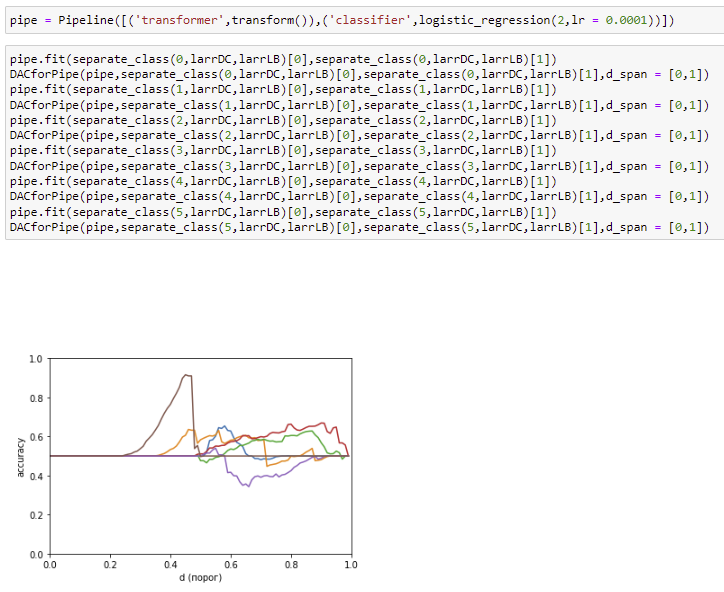 pipe = Pipeline([('transformer',transform()),('classifier',logistic_regression(2,lr = 0.0001))])
pipe.fit(separate_class(0,larrDC,larrLB)[0],separate_class(0,larrDC,larrLB)[1])
DACforPipe(pipe,separate_class(0,larrDC,larrLB)[0],separate_class(0,larrDC,larrLB)[1],d_span = [0,1])
pipe.fit(separate_class(1,larrDC,larrLB)[0],separate_class(1,larrDC,larrLB)[1])
DACforPipe(pipe,separate_class(1,larrDC,larrLB)[0],separate_class(1,larrDC,larrLB)[1],d_span = [0,1])
pipe.fit(separate_class(2,larrDC,larrLB)[0],separate_class(2,larrDC,larrLB)[1])
DACforPipe(pipe,separate_class(2,larrDC,larrLB)[0],separate_class(2,larrDC,larrLB)[1],d_span = [0,1])
pipe.fit(separate_class(3,larrDC,larrLB)[0],separate_class(3,larrDC,larrLB)[1])
DACforPipe(pipe,separate_class(3,larrDC,larrLB)[0],separate_class(3,larrDC,larrLB)[1],d_span = [0,1])
pipe.fit(separate_class(4,larrDC,larrLB)[0],separate_class(4,larrDC,larrLB)[1])
DACforPipe(pipe,separate_class(4,larrDC,larrLB)[0],separate_class(4,larrDC,larrLB)[1],d_span = [0,1])
pipe.fit(separate_class(5,larrDC,larrLB)[0],separate_class(5,larrDC,larrLB)[1])
DACforPipe(pipe,separate_class(5,larrDC,larrLB)[0],separate_class(5,larrDC,larrLB)[1],d_span = [0,1])
1.0
0.8
0.6
0.4
0.2
0.0
accuracy
0.0 0.2 0.4 0.6 0.8 1.0
d (порог)